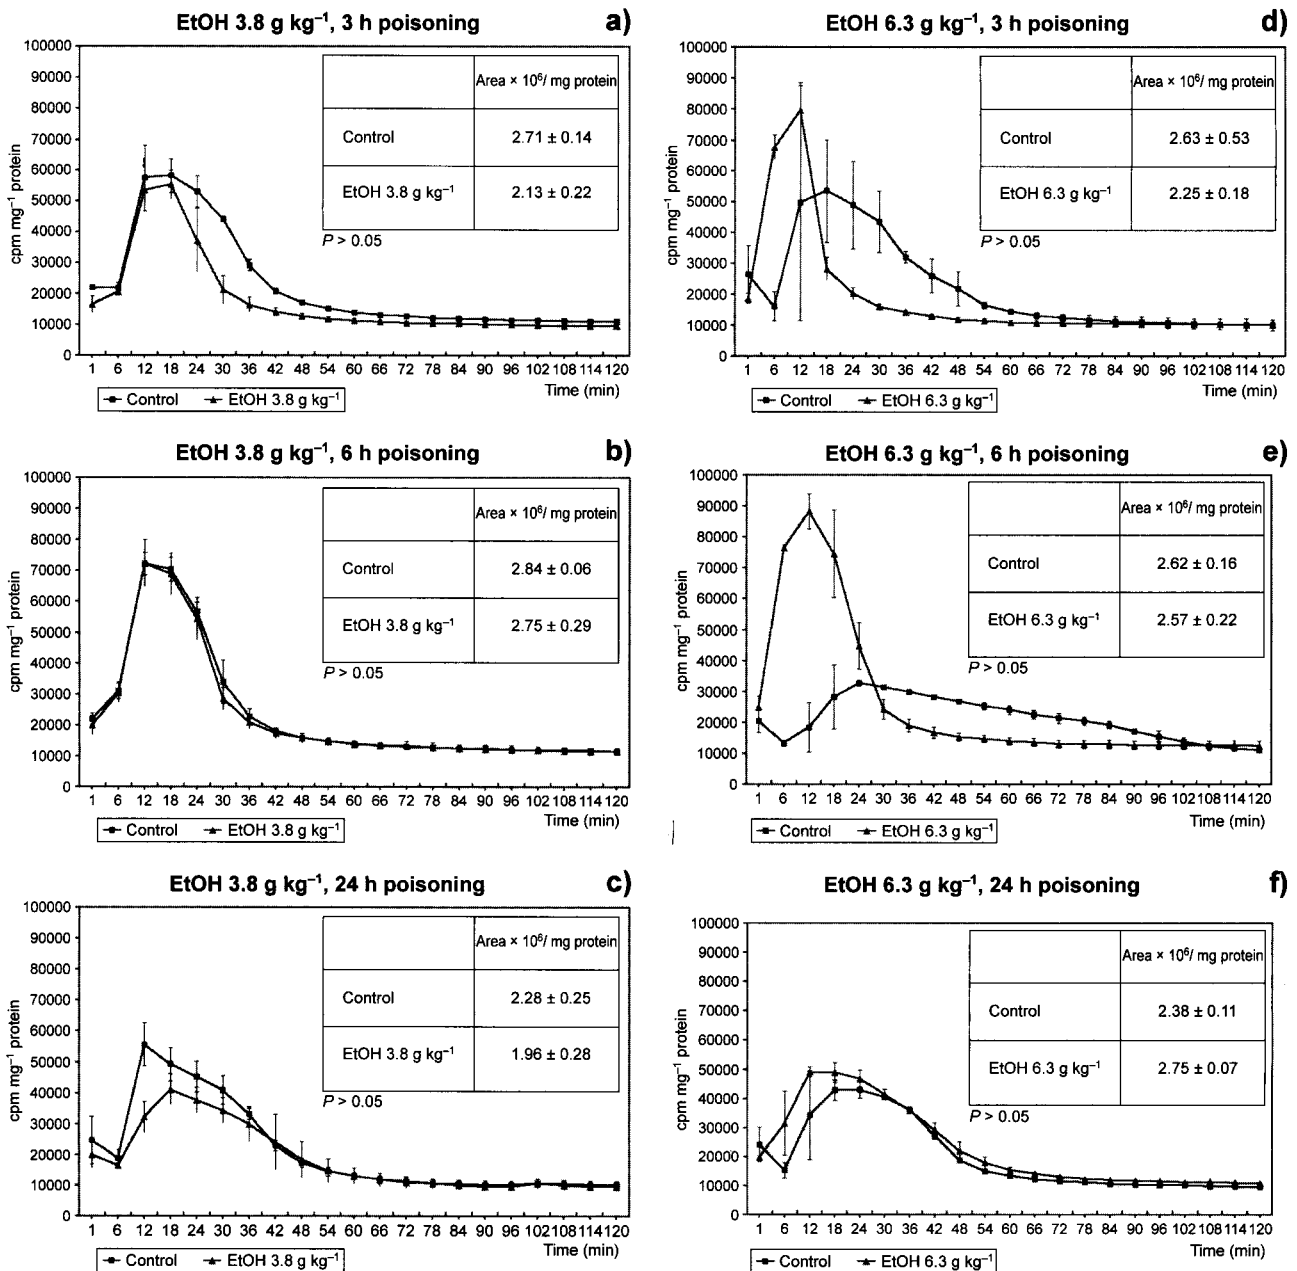 EtOH 3.8 g kg⁻¹, 3 h poisoning a)
100000
90000
80000
70000
60000
50000
40000
30000
20000
10000
0
cpm mg⁻¹ protein
Area × 10⁶/ mg protein
Control 2.71 ± 0.14
EtOH 3.8 g kg⁻¹ 2.13 ± 0.22
P > 0.05
1 6 12 18 24 30 36 42 48 54 60 66 72 78 84 90 96 102 108 114 120
Time (min)
Control EtOH 3.8 g kg⁻¹
EtOH 6.3 g kg⁻¹, 3 h poisoning d)
100000
90000
80000
70000
60000
50000
40000
30000
20000
10000
0
cpm mg⁻¹ protein
Area × 10⁶/ mg protein
Control 2.63 ± 0.53
EtOH 6.3 g kg⁻¹ 2.25 ± 0.18
P > 0.05
1 6 12 18 24 30 36 42 48 54 60 66 72 78 84 90 96 102 108 114 120
Time (min)
Control EtOH 6.3 g kg⁻¹
EtOH 3.8 g kg⁻¹, 6 h poisoning b)
100000
90000
80000
70000
60000
50000
40000
30000
20000
10000
0
cpm mg⁻¹ protein
Area × 10⁶/ mg protein
Control 2.84 ± 0.06
EtOH 3.8 g kg⁻¹ 2.75 ± 0.29
P > 0.05
1 6 12 18 24 30 36 42 48 54 60 66 72 78 84 90 96 102 108 114 120
Time (min)
Control EtOH 3.8 g kg⁻¹
EtOH 6.3 g kg⁻¹, 6 h poisoning e)
100000
90000
80000
70000
60000
50000
40000
30000
20000
10000
0
cpm mg⁻¹ protein
Area × 10⁶/ mg protein
Control 2.62 ± 0.16
EtOH 6.3 g kg⁻¹ 2.57 ± 0.22
P > 0.05
1 6 12 18 24 30 36 42 48 54 60 66 72 78 84 90 96 102 108 114 120
Time (min)
Control EtOH 6.3 g kg⁻¹
EtOH 3.8 g kg⁻¹, 24 h poisoning c)
100000
90000
80000
70000
60000
50000
40000
30000
20000
10000
0
cpm mg⁻¹ protein
Area × 10⁶/ mg protein
Control 2.28 ± 0.25
EtOH 3.8 g kg⁻¹ 1.96 ± 0.28
P > 0.05
1 6 12 18 24 30 36 42 48 54 60 66 72 78 84 90 96 102 108 114 120
Time (min)
Control EtOH 3.8 g kg⁻¹
EtOH 6.3 g kg⁻¹, 24 h poisoning f)
100000
90000
80000
70000
60000
50000
40000
30000
20000
10000
0
cpm mg⁻¹ protein
Area × 10⁶/ mg protein
Control 2.38 ± 0.11
EtOH 6.3 g kg⁻¹ 2.75 ± 0.07
P > 0.05
1 6 12 18 24 30 36 42 48 54 60 66 72 78 84 90 96 102 108 114 120
Time (min)
Control EtOH 6.3 g kg⁻¹